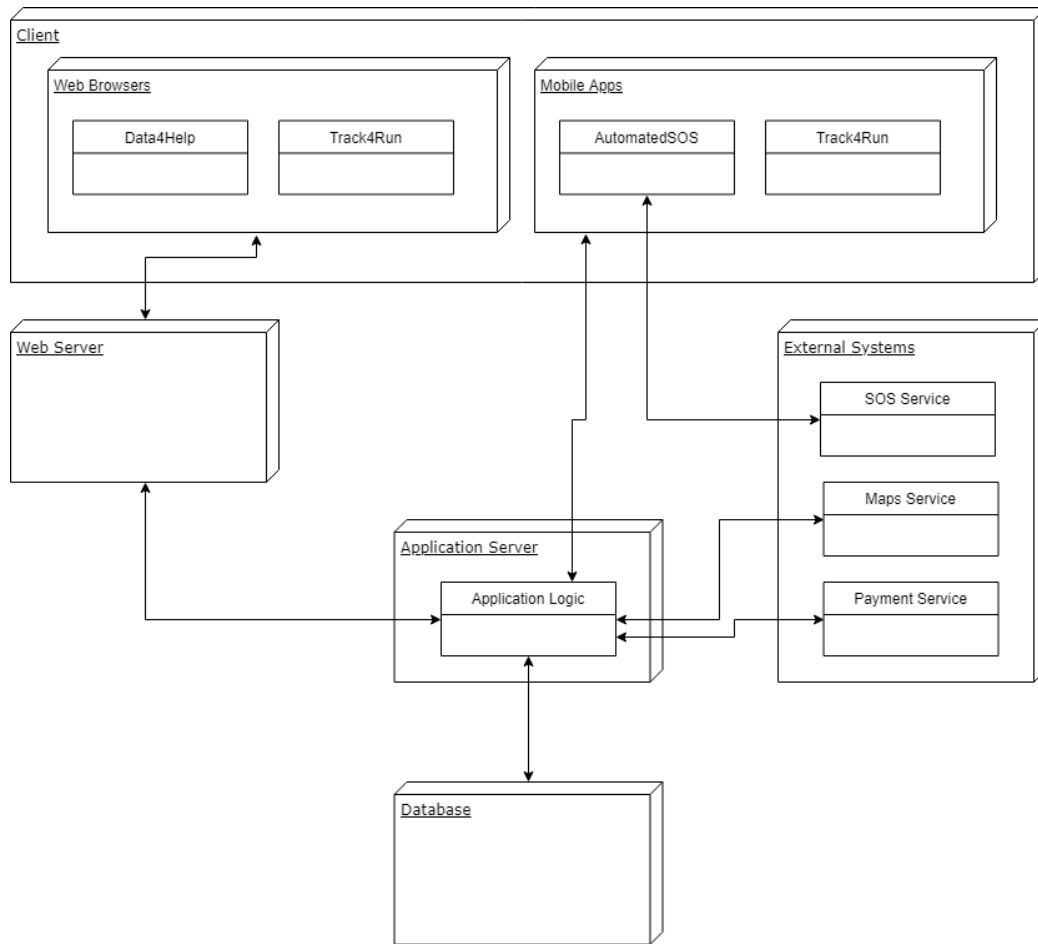 Client
Web Browsers
Data4Help
Track4Run
Mobile Apps
AutomatedSOS
Track4Run
Web Server
External Systems
SOS Service
Maps Service
Payment Service
Application Server
Application Logic
Database